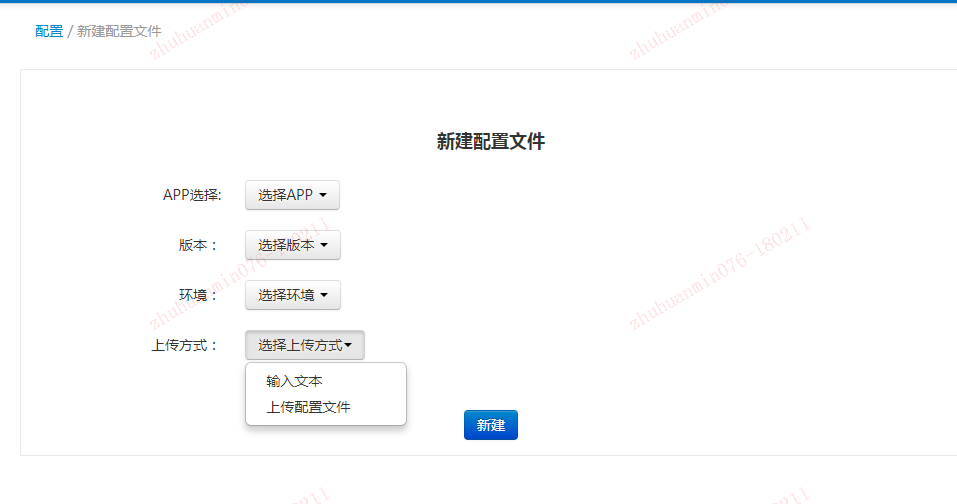 配置 / 新建配置文件
新建配置文件
APP选择: 选择APP
版本： 选择版本
环境： 选择环境
上传方式： 选择上传方式
输入文本
上传配置文件
新建
zhuhuanmin076-180211
zhuhuanmin076-180211